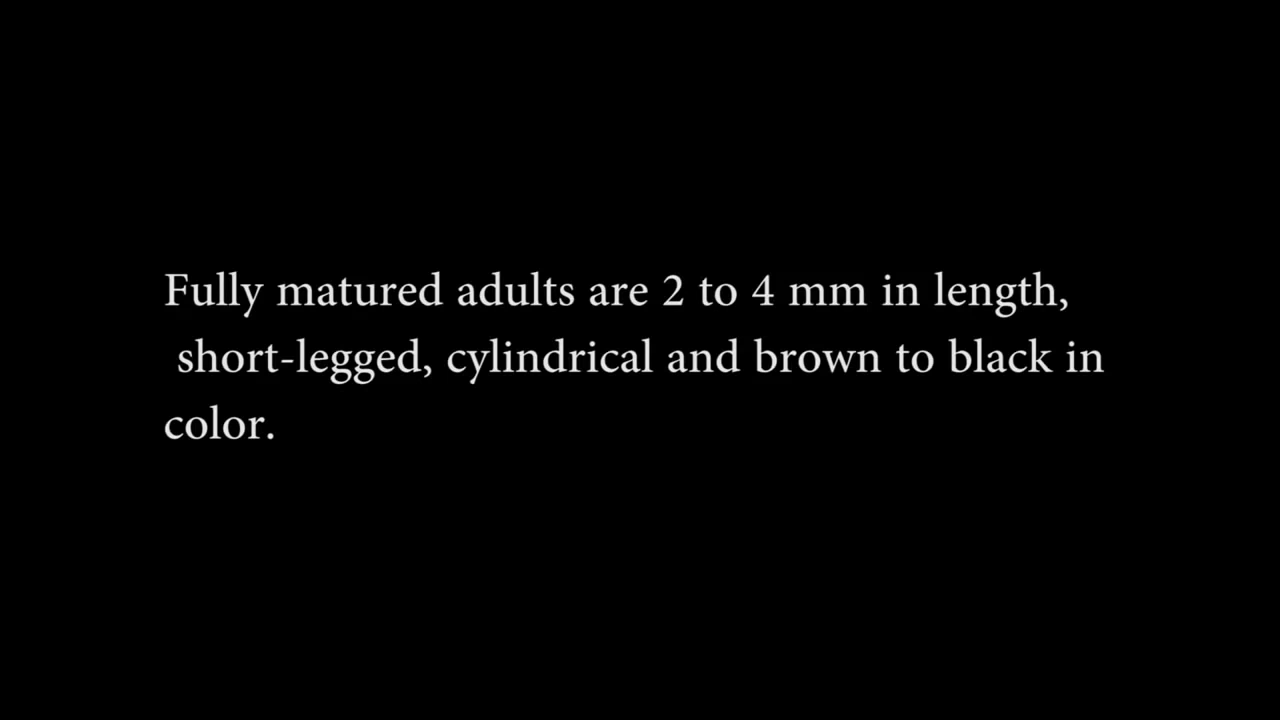 Fully matured adults are 2 to 4 mm in length,
short-legged, cylindrical and brown to black in
color.